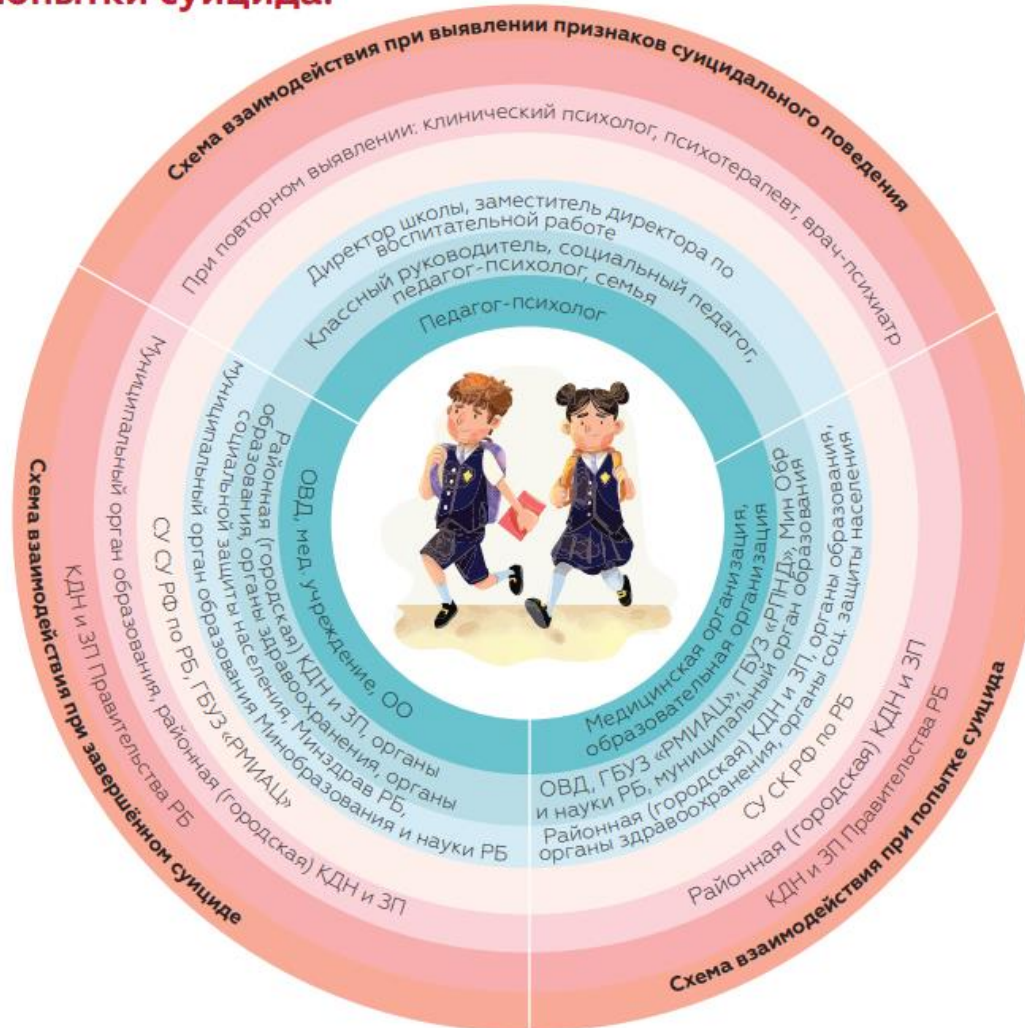 попытки суицида.
Схема взаимодействия при выявлении признаков суицидального поведения
При повторном выявлении: клинический психолог, психотерапевт, врач-психиатр
Директор школы, заместитель директора по
воспитательной работе
Классный руководитель, социальный педагог,
педагог-психолог, семья
Педагог-психолог
Схема взаимодействия при попытке суицида
Медицинская организация,
образовательная организация
ОВД, ГБУЗ «РМИАЦ», ГБУЗ «РПНД», Мин Обр
и науки РБ, муниципальный орган образования
Районная (городская) КДН и ЗП, органы образования,
органы здравоохранения, органы соц. защиты населения
СУ СК РФ по РБ
Районная (городская) КДН и ЗП
КДН и ЗП Правительства РБ
Схема взаимодействия при завершённом суициде
ОВД, мед. учреждение, ОО
Районная (городская) КДН и ЗП, органы
образования, органы здравоохранения, органы
социальной защиты населения, Минздрав РБ,
Муниципальный орган образования Минобразования и науки РБ
СУ СУ РФ по РБ, ГБУЗ «РМИАЦ»
Муниципальный орган образования, районная (городская) КДН и ЗП
КДН и ЗП Правительства РБ